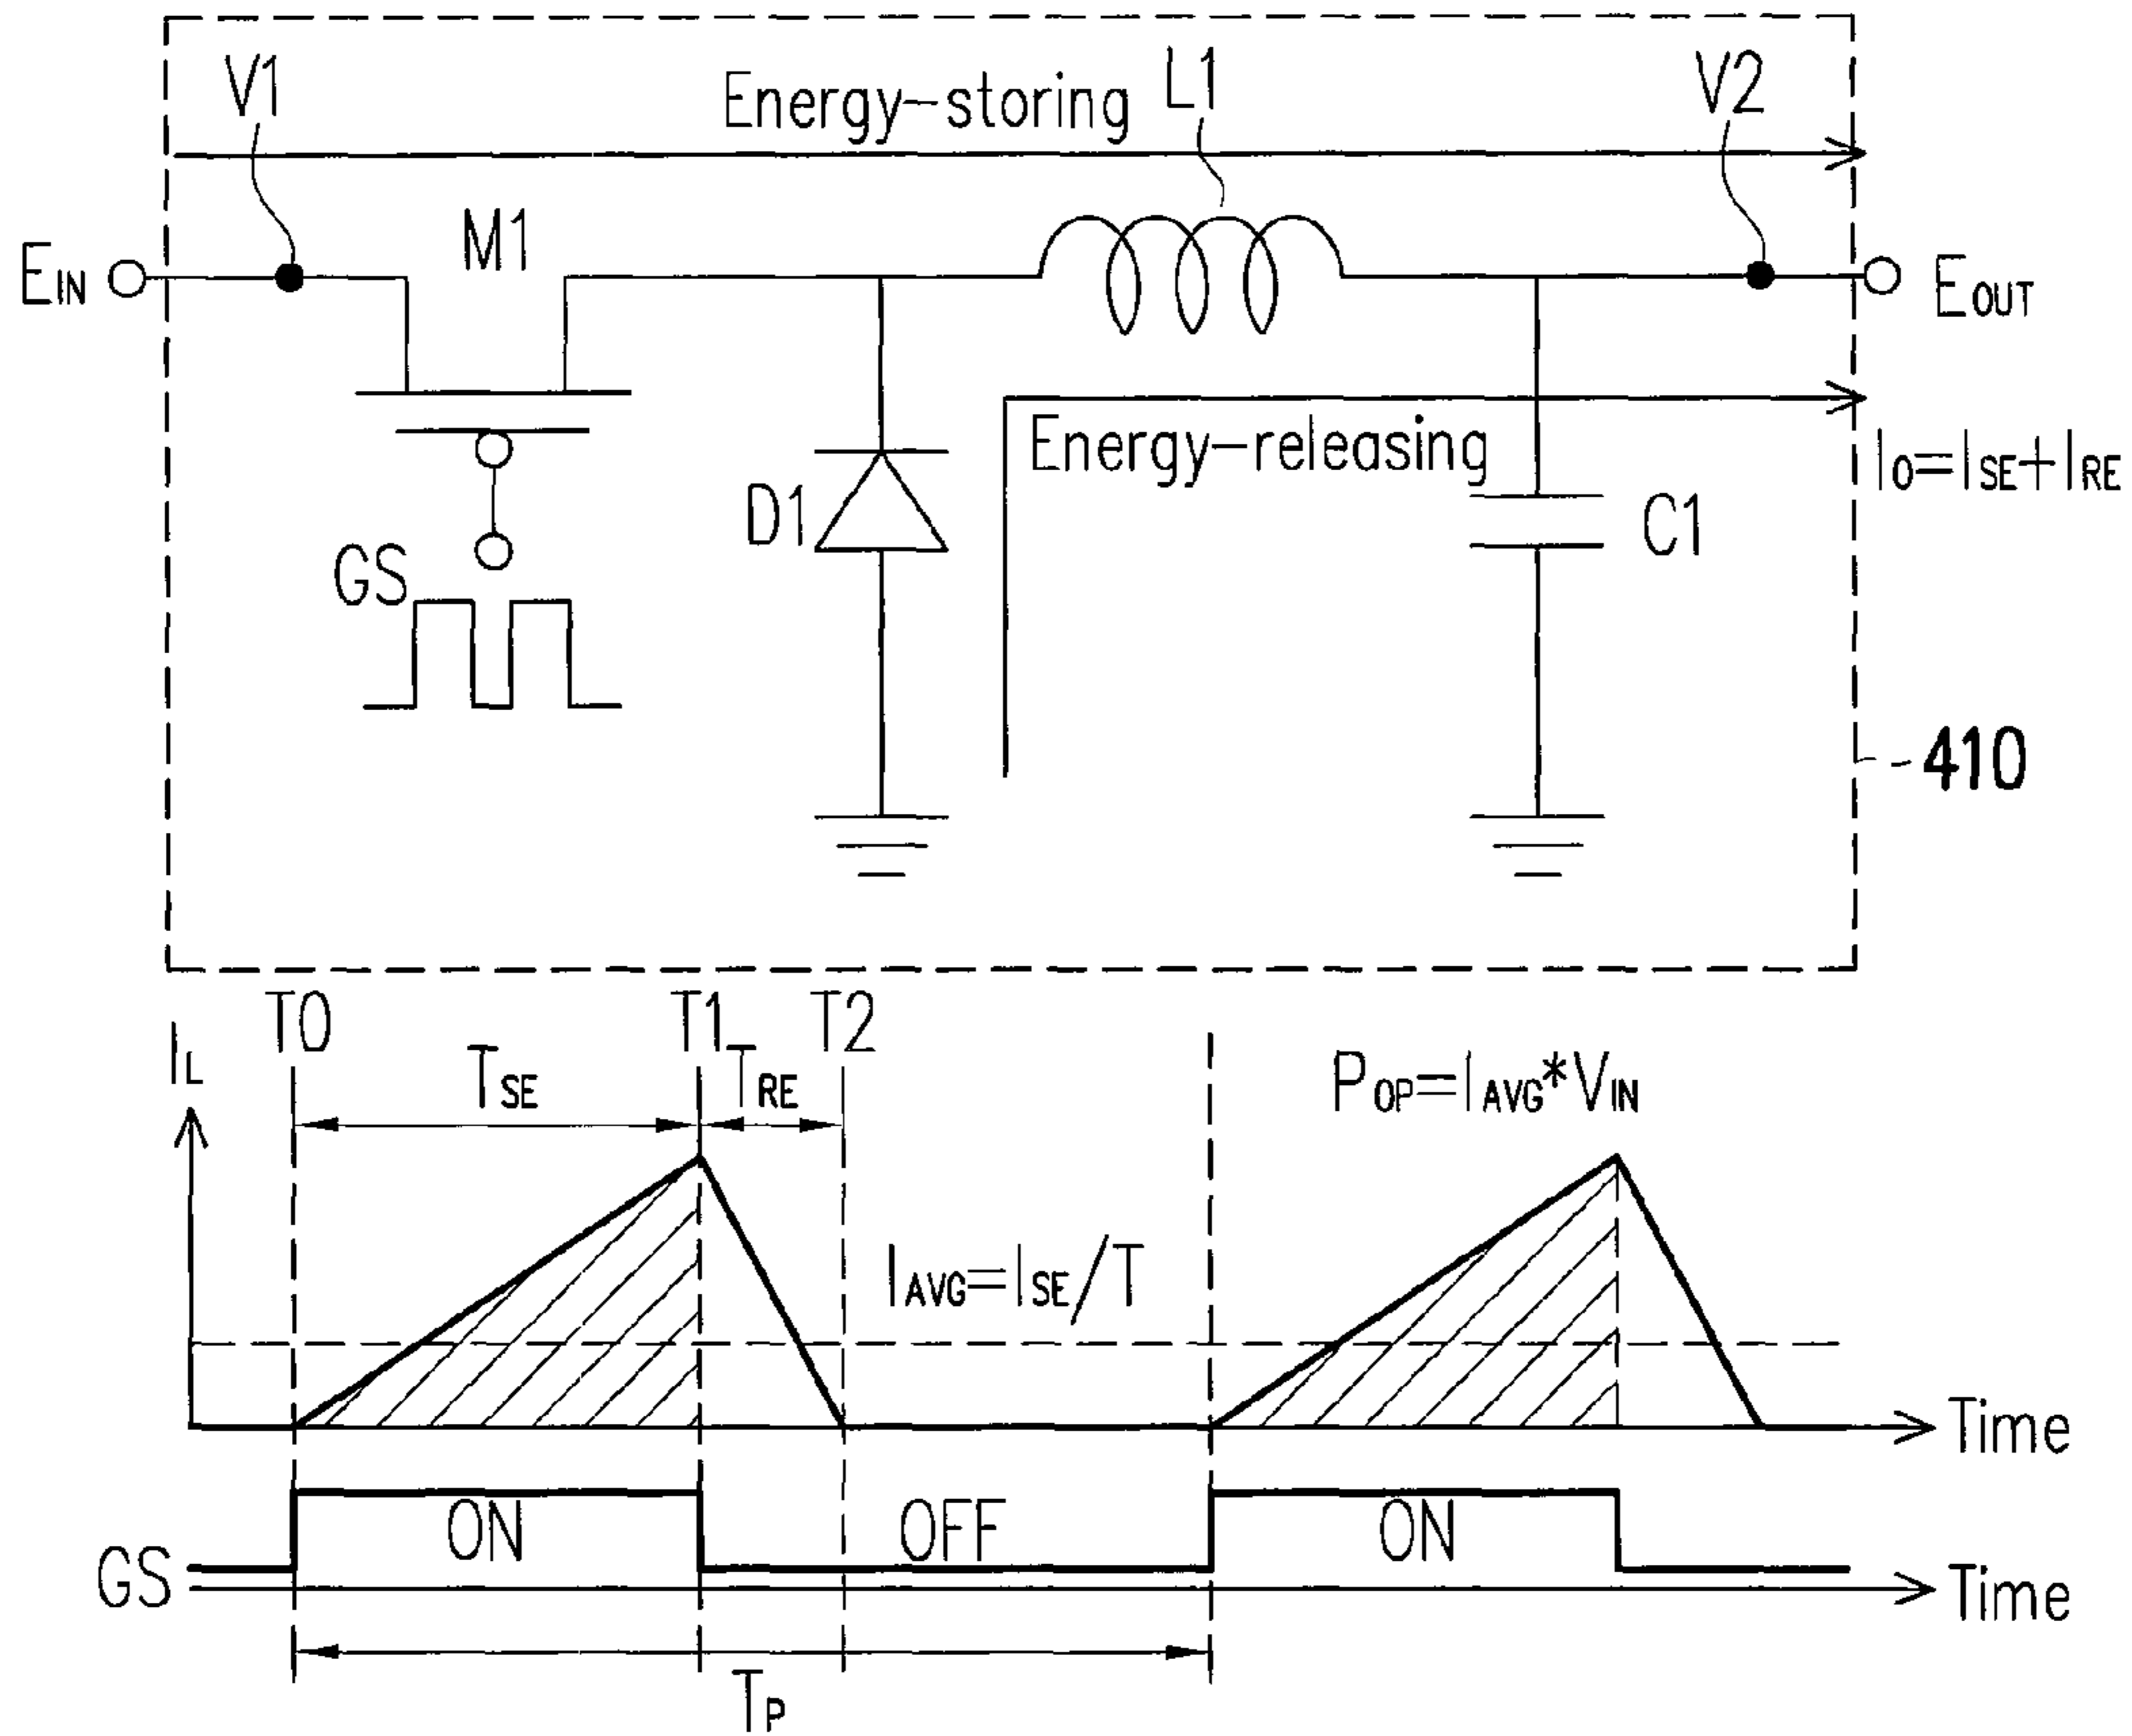 V1
Energy-storing
L1
V2
M1
EIN
EOUT
Energy-releasing
IO=ISE+IRE
D1
C1
GS
410
T0
T1
T2
IL
TSE
TRE
POP=IAVG*VIN
IAVG=ISE/T
Time
ON
OFF
ON
GS
Time
TP